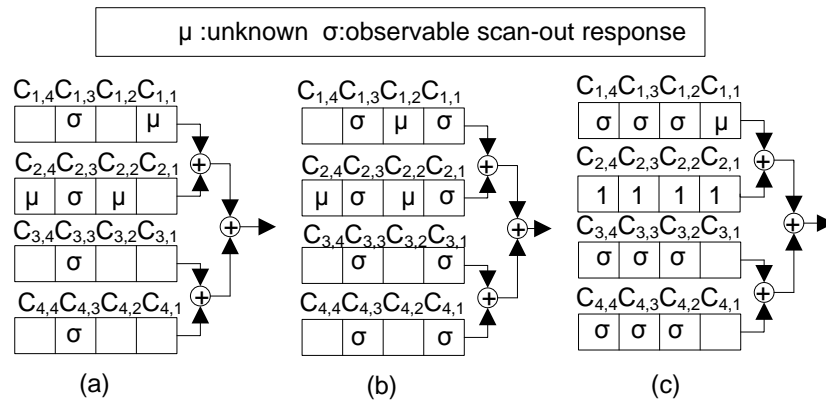 μ :unknown σ:observable scan-out response
C1,4C1,3C1,2C1,1
σ μ
C2,4C2,3C2,2C2,1
μ σ μ
C3,4C3,3C3,2C3,1
σ
C4,4C4,3C4,2C4,1
σ
(a)
C1,4C1,3C1,2C1,1
σ μ σ
C2,4C2,3C2,2C2,1
μ σ μ σ
C3,4C3,3C3,2C3,1
σ σ
C4,4C4,3C4,2C4,1
σ σ
(b)
C1,4C1,3C1,2C1,1
σ σ σ μ
C2,4C2,3C2,2C2,1
1 1 1 1
C3,4C3,3C3,2C3,1
σ σ σ
C4,4C4,3C4,2C4,1
σ σ σ
(c)